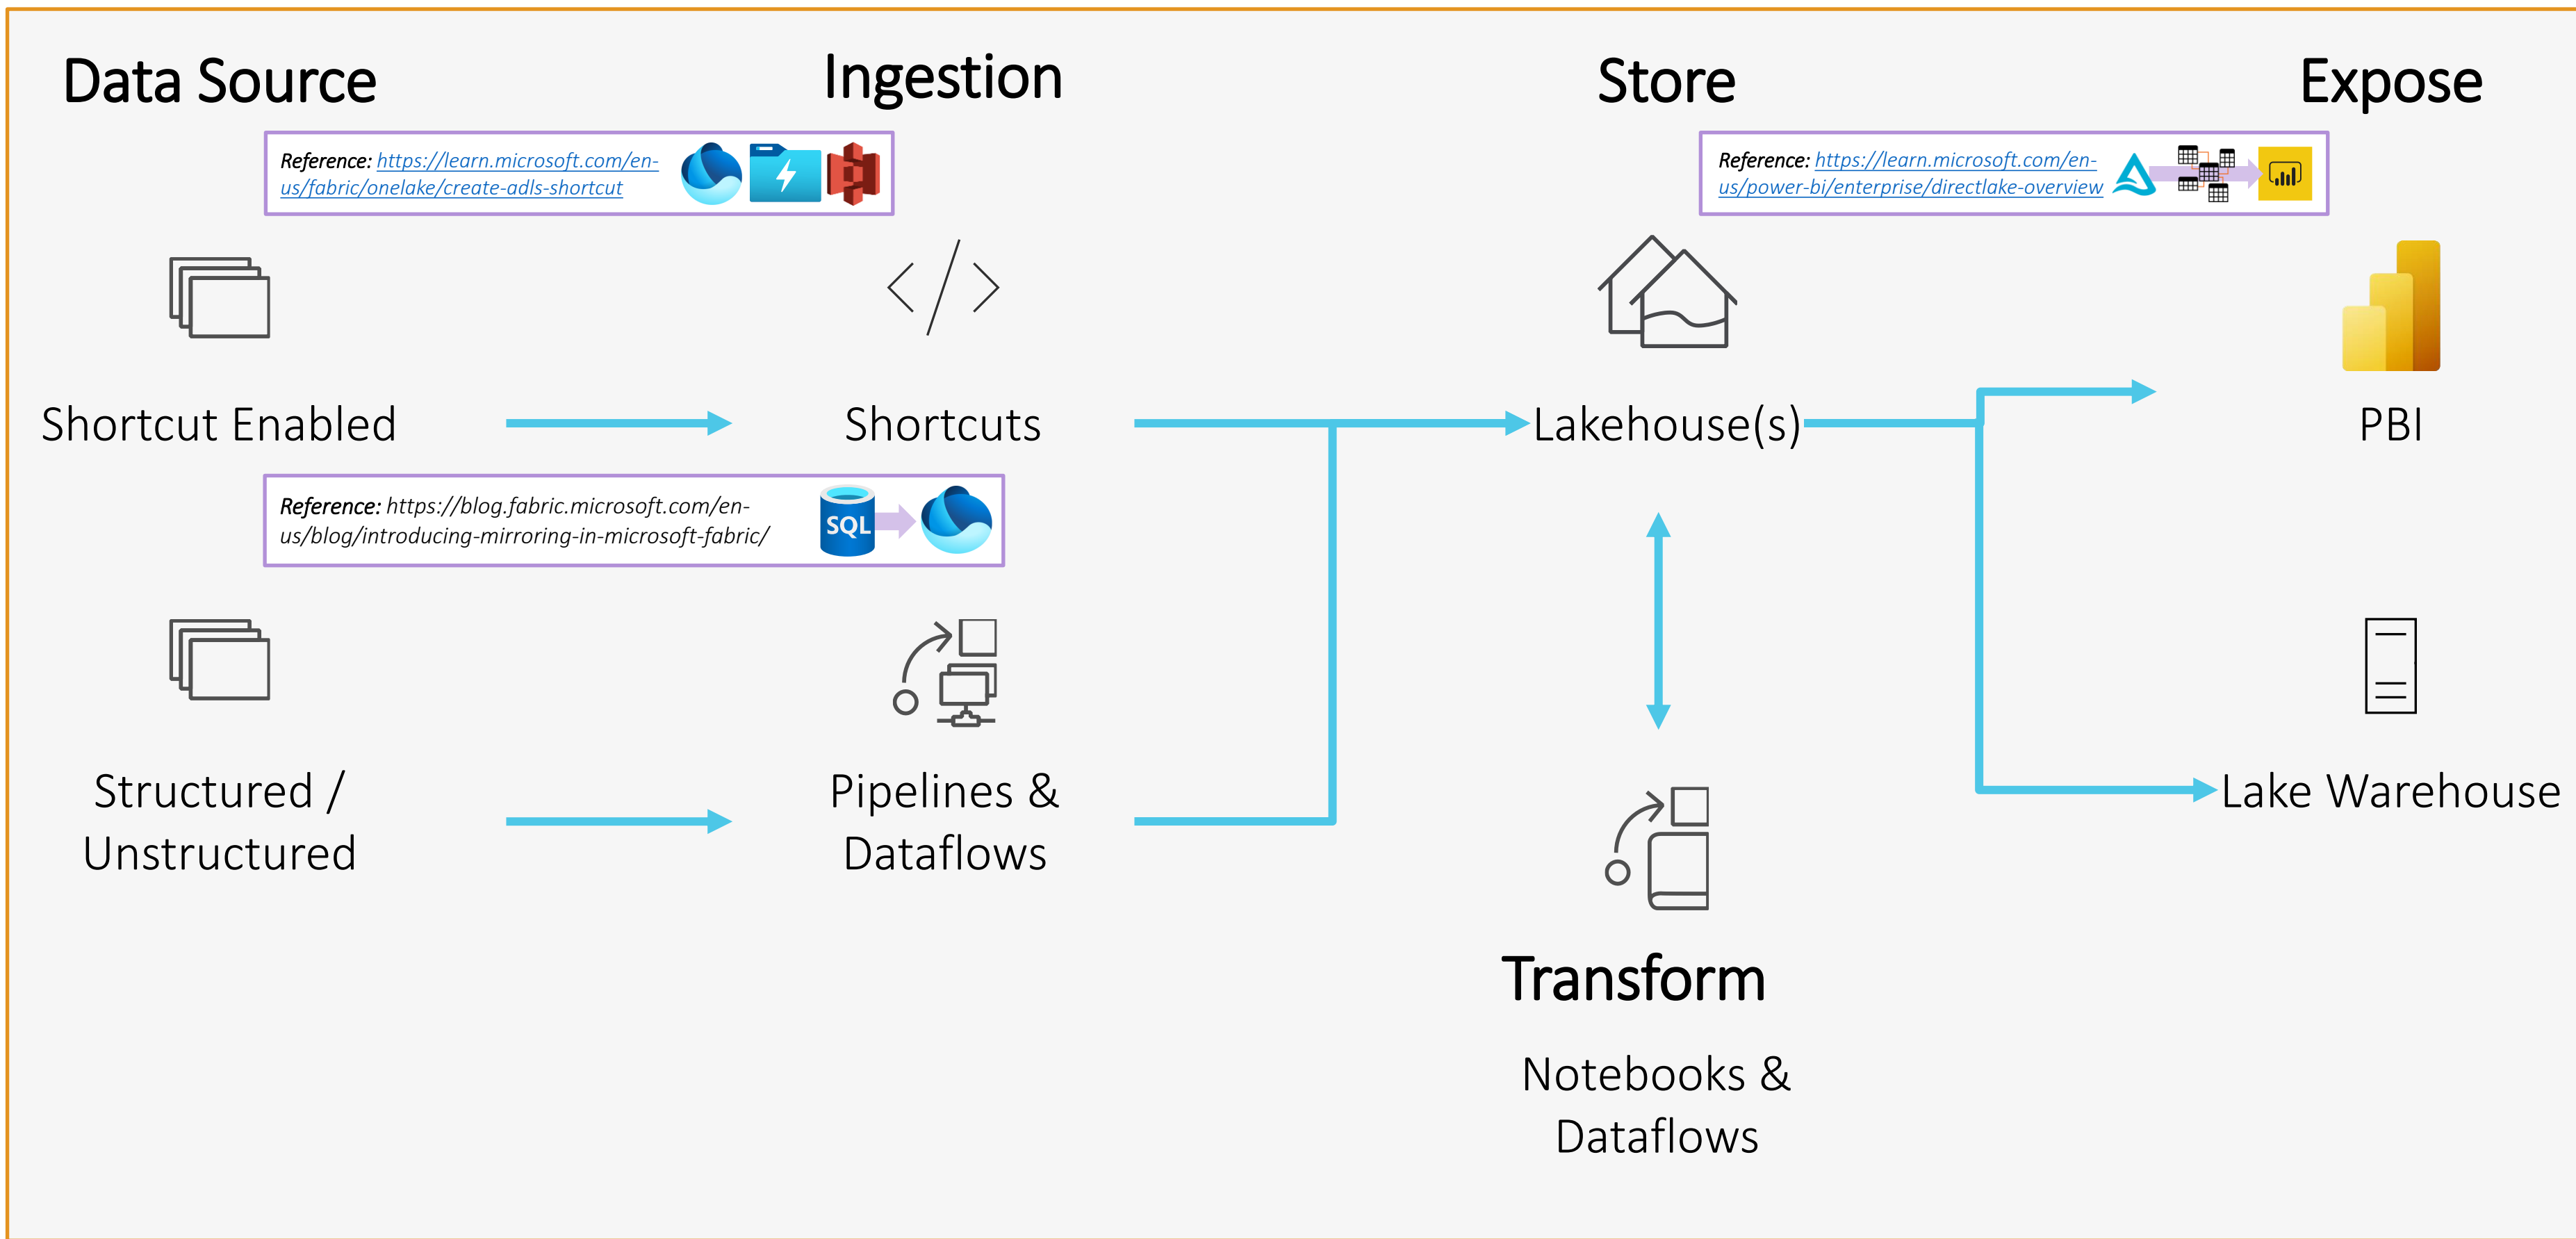 Data Source
Ingestion
Store
Expose
Reference: https://learn.microsoft.com/en-
us/fabric/onelake/create-adls-shortcut
Reference: https://learn.microsoft.com/en-
us/power-bi/enterprise/directlake-overview
Shortcut Enabled
Shortcuts
Lakehouse(s)
PBI
Reference: https://blog.fabric.microsoft.com/en-
us/blog/introducing-mirroring-in-microsoft-fabric/
SQL
Structured /
Unstructured
Pipelines &
Dataflows
Lake Warehouse
Transform
Notebooks &
Dataflows